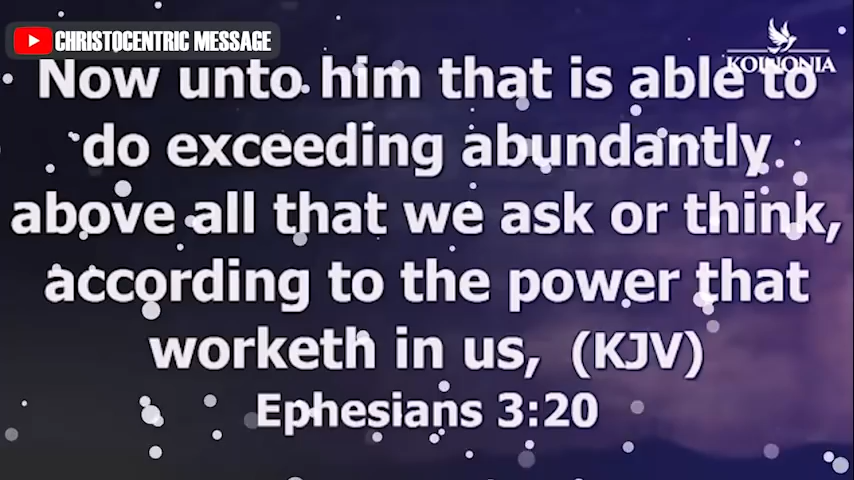 CHRISTOCENTRIC MESSAGE
KOINONIA
Now unto him that is able to
do exceeding abundantly
above all that we ask or think,
according to the power that
worketh in us, (KJV)
Ephesians 3:20